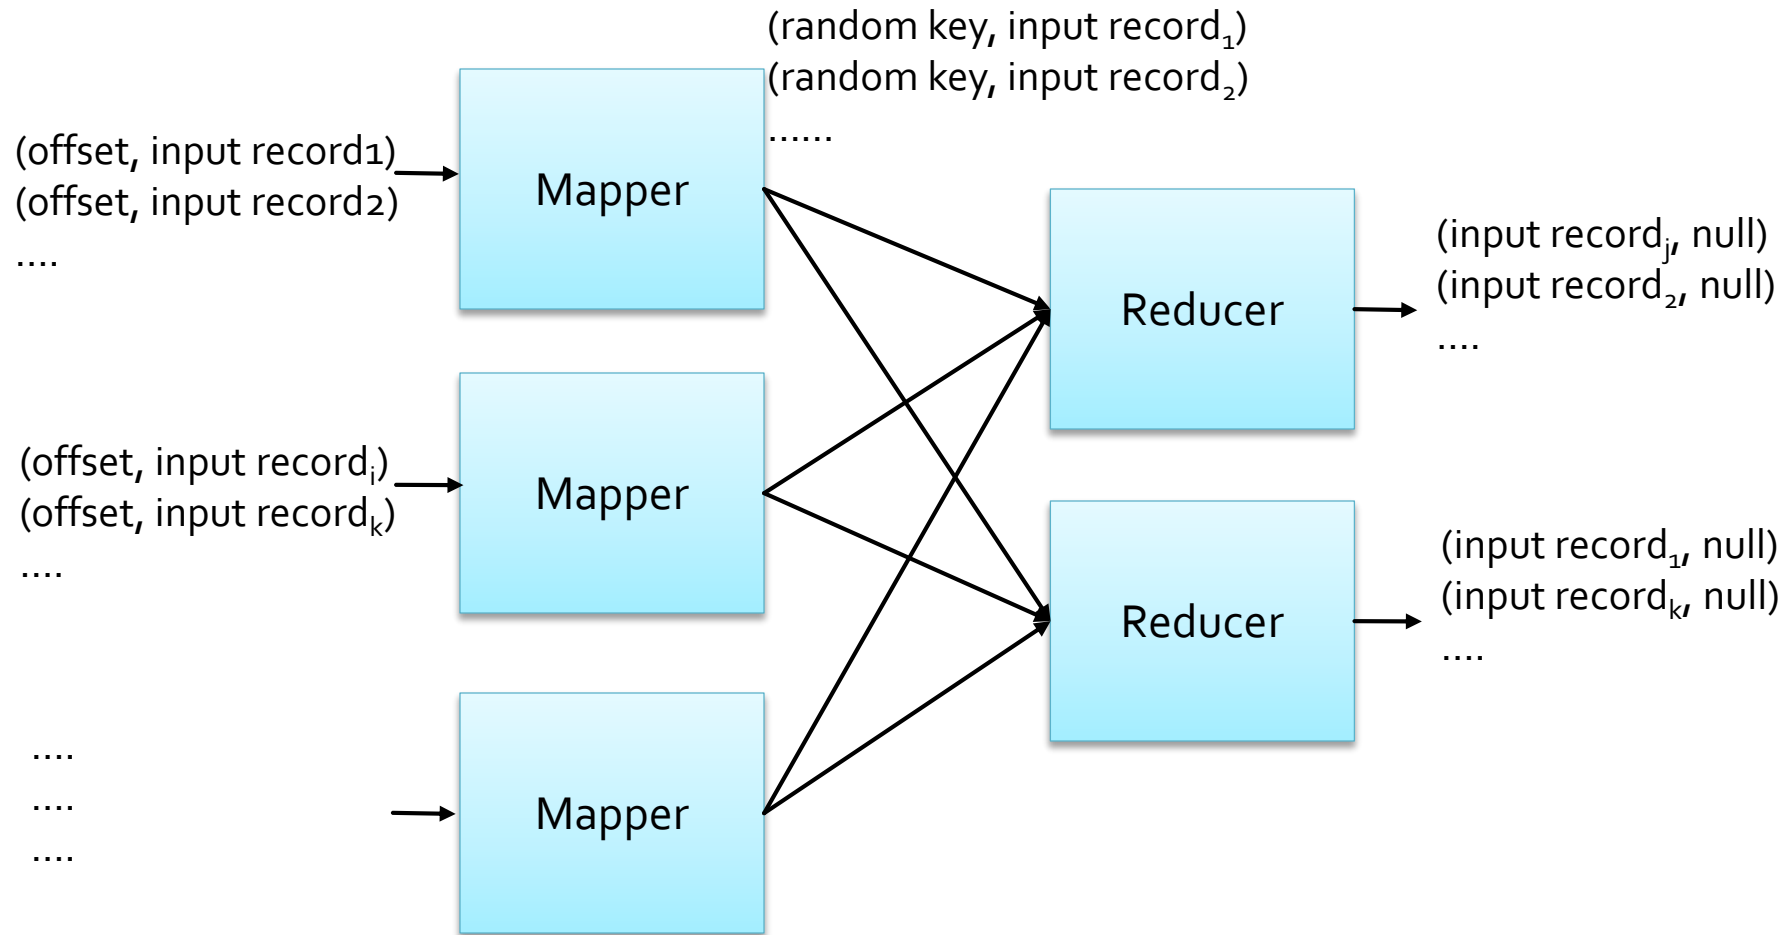 (random key, input record₁)
(random key, input record₂)
......
(offset, input record1)
(offset, input record2)
....
Mapper
Reducer
(input recordⱼ, null)
(input record₂, null)
....
(offset, input recordᵢ)
(offset, input recordₖ)
....
Mapper
Reducer
(input record₁, null)
(input recordₖ, null)
....
....
....
....
Mapper